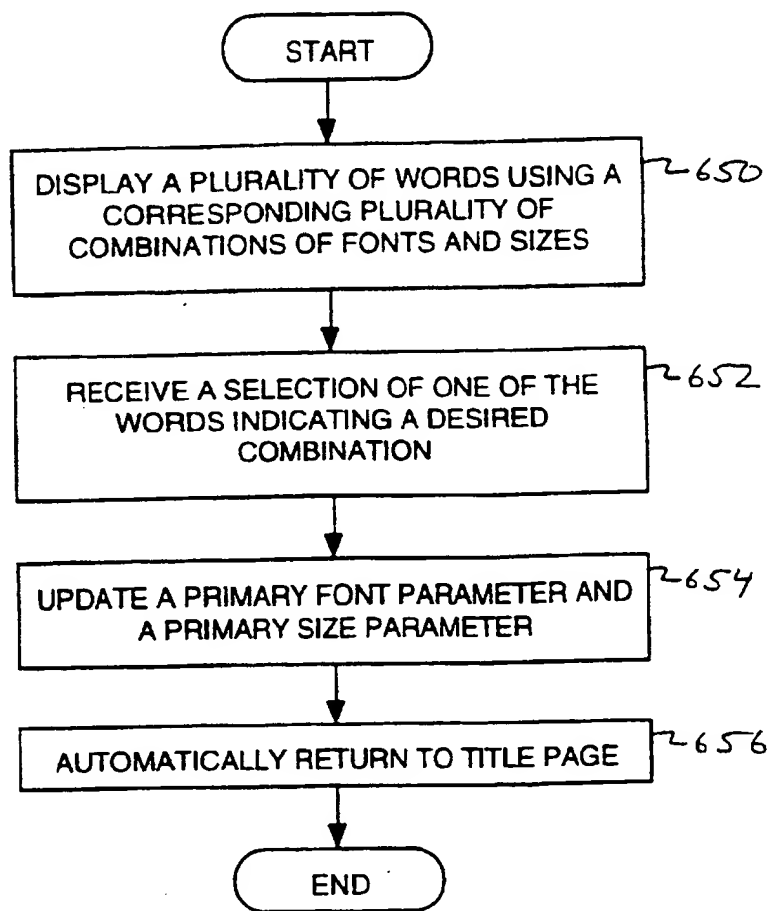 START
DISPLAY A PLURALITY OF WORDS USING A
CORRESPONDING PLURALITY OF
COMBINATIONS OF FONTS AND SIZES
650
RECEIVE A SELECTION OF ONE OF THE
WORDS INDICATING A DESIRED
COMBINATION
652
UPDATE A PRIMARY FONT PARAMETER AND
A PRIMARY SIZE PARAMETER
654
AUTOMATICALLY RETURN TO TITLE PAGE
656
END